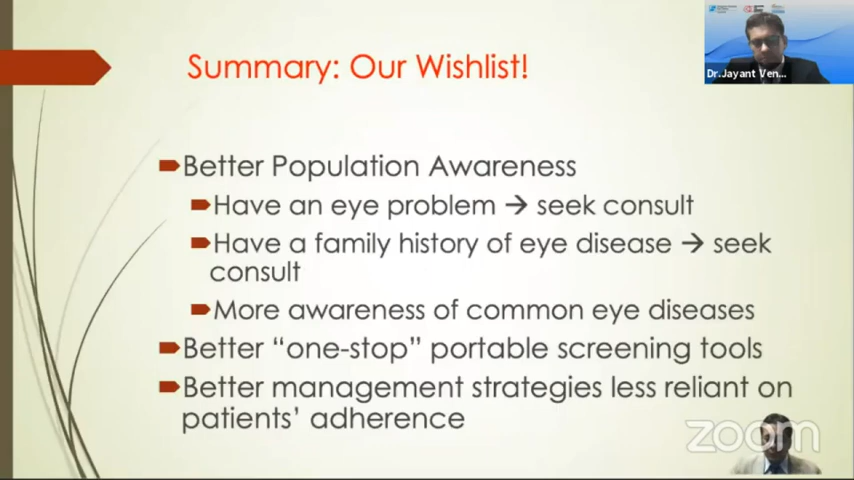 Summary: Our Wishlist!
Dr.Jayant Ven...
Better Population Awareness
Have an eye problem → seek consult
Have a family history of eye disease → seek
consult
More awareness of common eye diseases
Better “one-stop” portable screening tools
Better management strategies less reliant on
patients’ adherence
zoom